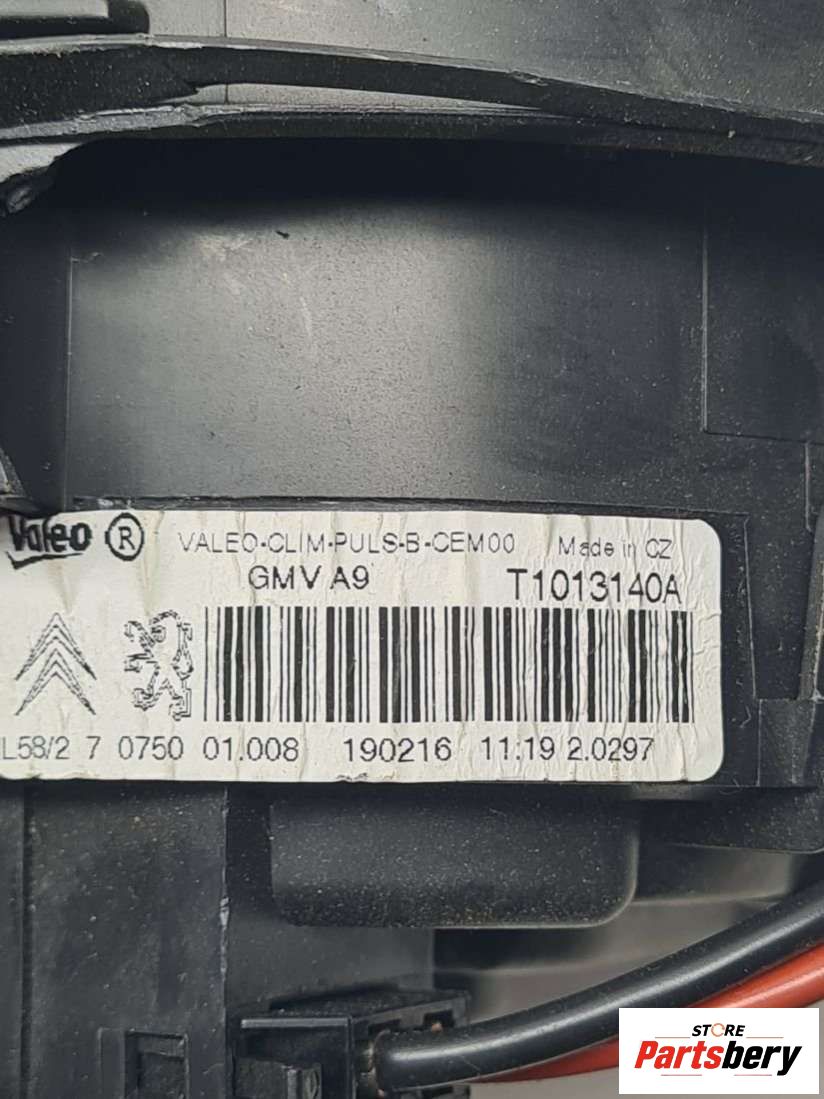 Valeo ® VALEO-CLIM-PULS-B-CEM00 Made in CZ
GMV A9 T1013140A
L58/2 7 0750 01.008 190216 11:19 2.0297
STORE
Partsbery